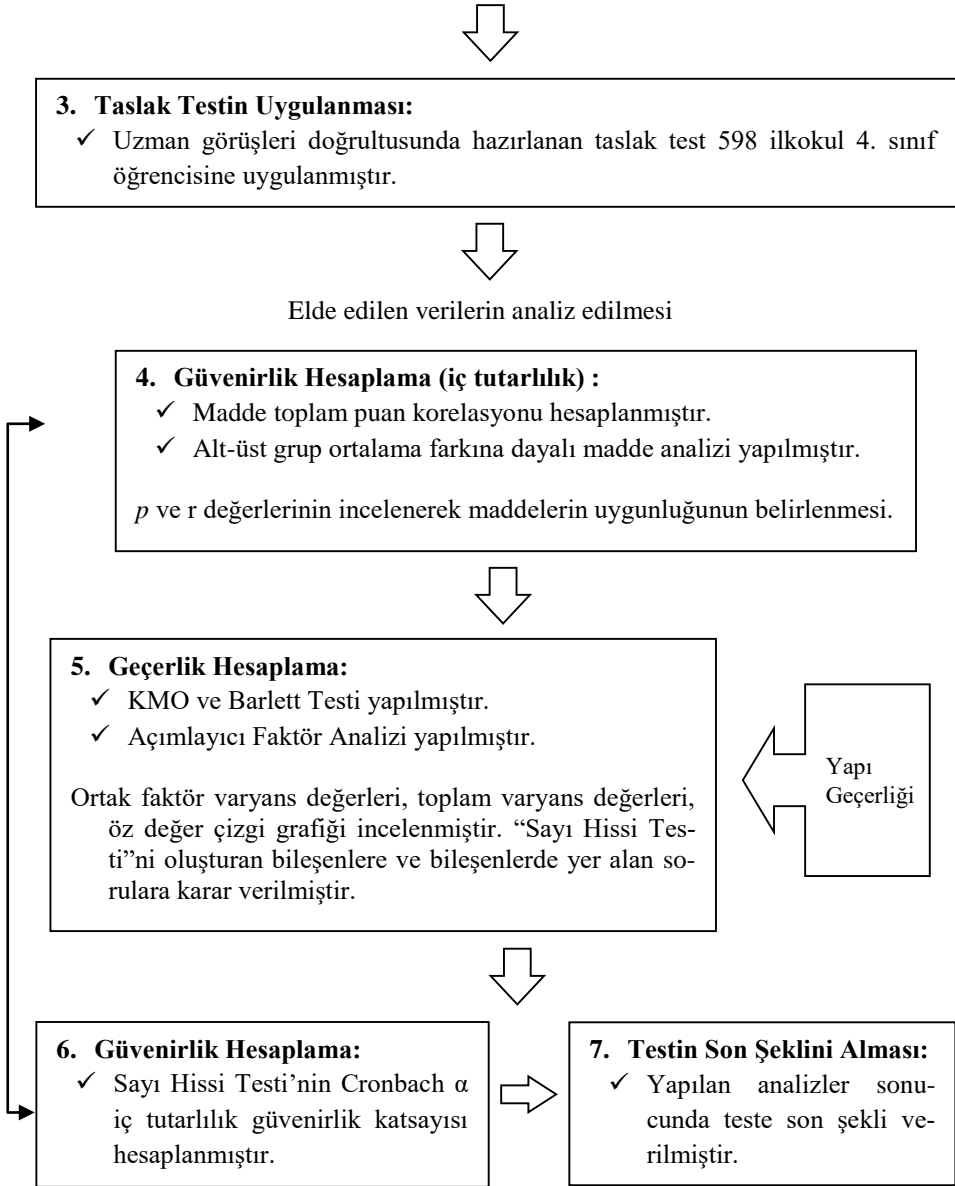 3. Taslak Testin Uygulanması:
✓ Uzman görüşleri doğrultusunda hazırlanan taslak test 598 ilkokul 4. sınıf
öğrencisine uygulanmıştır.
Elde edilen verilerin analiz edilmesi
4. Güvenirlik Hesaplama (iç tutarlılık) :
✓ Madde toplam puan korelasyonu hesaplanmıştır.
✓ Alt-üst grup ortalama farkına dayalı madde analizi yapılmıştır.
p ve r değerlerinin incelenerek maddelerin uygunluğunun belirlenmesi.
5. Geçerlik Hesaplama:
✓ KMO ve Barlett Testi yapılmıştır.
✓ Açımlayıcı Faktör Analizi yapılmıştır.
Ortak faktör varyans değerleri, toplam varyans değerleri,
öz değer çizgi grafiği incelenmiştir. “Sayı Hissi Tes-
ti”ni oluşturan bileşenlere ve bileşenlerde yer alan so-
rulara karar verilmiştir.
Yapı
Geçerliği
6. Güvenirlik Hesaplama:
✓ Sayı Hissi Testi’nin Cronbach α
iç tutarlılık güvenirlik katsayısı
hesaplanmıştır.
7. Testin Son Şeklini Alması:
✓ Yapılan analizler sonu-
cunda teste son şekli ve-
rilmiştir.